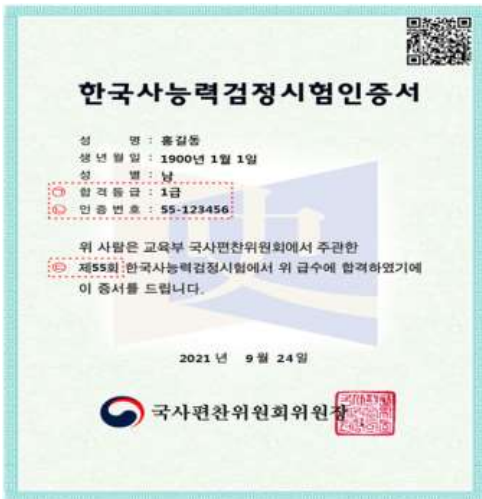 한국사능력검정시험인증서
성 명 : 홍길동
생 년 월 일 : 1900년 1월 1일
성 별 : 남
㉠ 합 격 등 급 : 1급
㉡ 인 증 번 호 : 55-123456
위 사람은 교육부 국사편찬위원회에서 주관한
㉢ 제55회 한국사능력검정시험에서 위 급수에 합격하였기에
이 증서를 드립니다.
2021 년 9 월 24 일
국사편찬위원회위원장